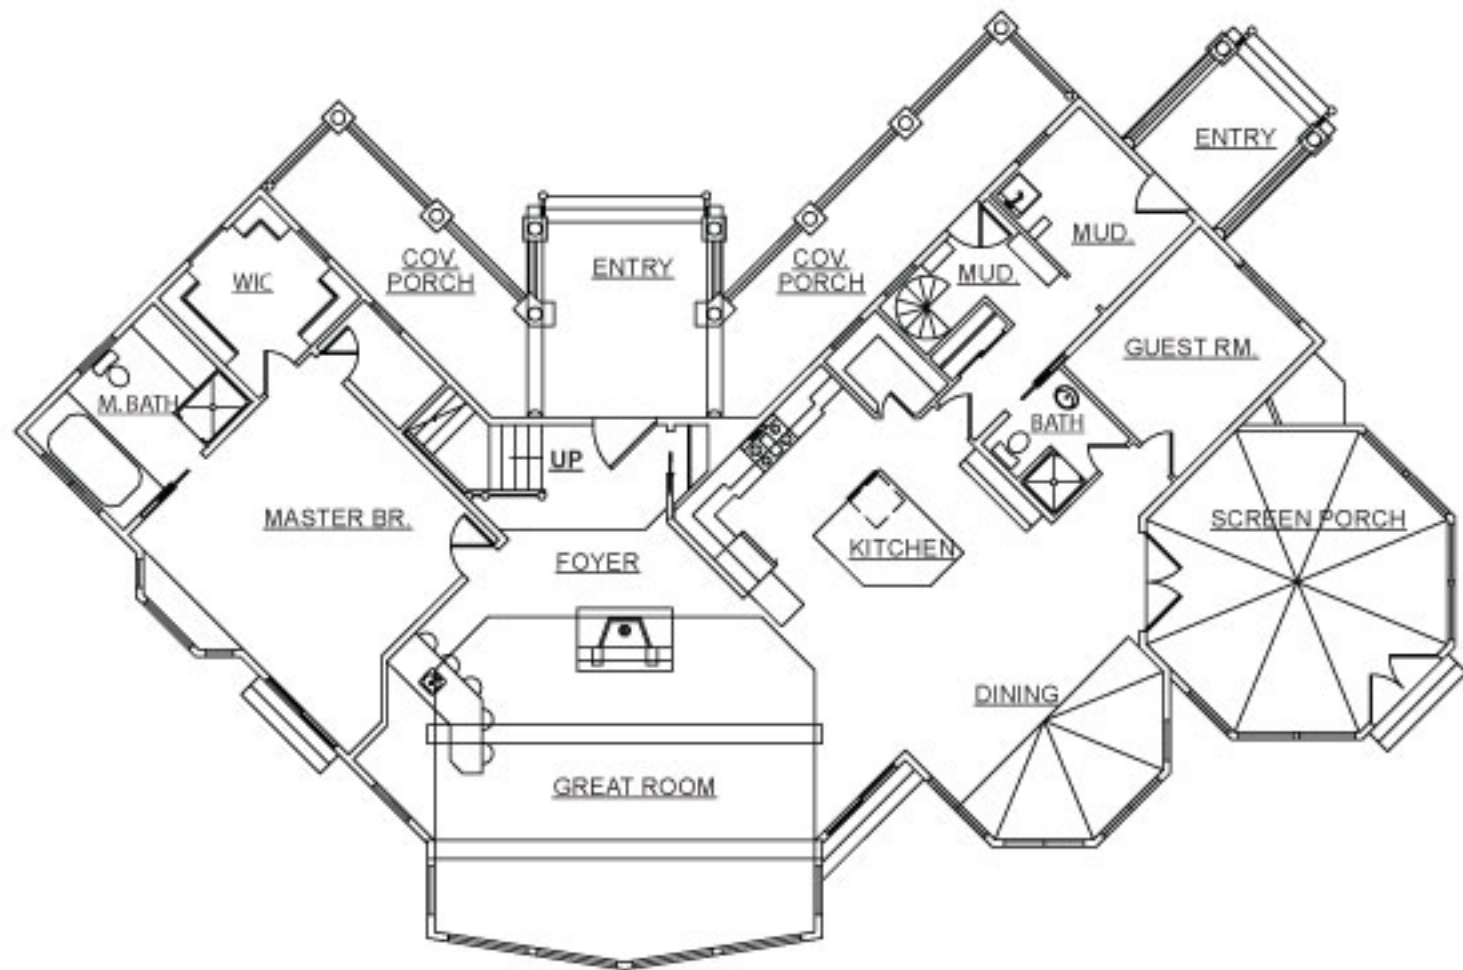 ENTRY
MUD.
COV.
PORCH
ENTRY
COV.
PORCH
MUD.
WIC
GUEST RM.
M. BATH
BATH
UP
MASTER BR.
SCREEN PORCH
FOYER
KITCHEN
DINING
GREAT ROOM